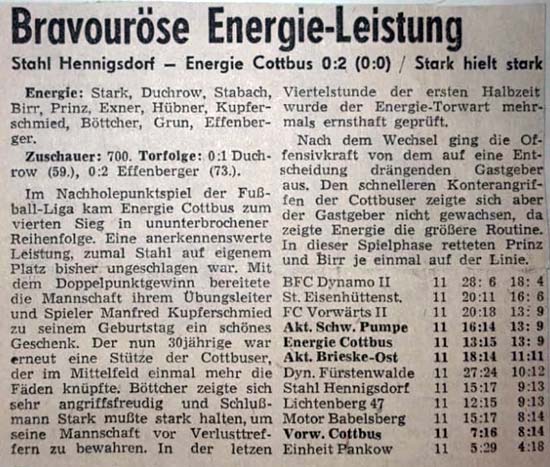 Bravouröse Energie-Leistung
Stahl Hennigsdorf — Energie Cottbus 0:2 (0:0) / Stark hielt stark
Energie: Stark, Duchrow, Stabach,
Birr, Prinz, Exner, Hübner, Kupfer-
schmied, Böttcher, Grun, Effenber-
ger.
Zuschauer: 700. Torfolge: 0:1 Duch-
row (59.), 0:2 Effenberger (73.).
Im Nachholepunktspiel der Fuß-
ball-Liga kam Energie Cottbus zum
vierten Sieg in ununterbrochener
Reihenfolge. Eine anerkennenswerte
Leistung, zumal Stahl auf eigenem
Platz bisher ungeschlagen war. Mit
dem Doppelpunktgewinn bereitete
die Mannschaft ihrem Übungsleiter
und Spieler Manfred Kupferschmied
zu seinem Geburtstag ein schönes
Geschenk. Der nun 30jährige war
erneut eine Stütze der Cottbuser,
der im Mittelfeld einmal mehr die
Fäden knüpfte. Böttcher zeigte sich
sehr angriffsfreudig und Schluß-
mann Stark mußte stark halten, um
seine Mannschaft vor Verlusttref-
fern zu bewahren. In der letzen
Viertelstunde der ersten Halbzeit
wurde der Energie-Torwart mehr-
mals ernsthaft geprüft.
Nach dem Wechsel ging die Of-
fensivkraft von dem auf eine Ent-
scheidung drängenden Gastgeber
aus. Den schnelleren Konterangrif-
fen der Cottbuser zeigte sich aber
der Gastgeber nicht gewachsen, da
zeigte Energie die größere Routine.
In dieser Spielphase retteten Prinz
und Birr je einmal auf der Linie.
BFC Dynamo II 11 28: 6 18: 4
St. Eisenhüttenst. 11 20:11 16: 6
FC Vorwärts II 11 20:18 13: 9
Akt. Schw. Pumpe 11 16:14 13: 9
Energie Cottbus 11 13:15 13: 9
Akt. Brieske-Ost 11 18:14 11:11
Dyn. Fürstenwalde 11 27:24 10:12
Stahl Hennigsdorf 11 15:17 9:13
Lichtenberg 47 11 12:15 9:13
Motor Babelsberg 11 15:17 8:14
Vorw. Cottbus 11 7:16 8:14
Einheit Pankow 11 5:29 4:18